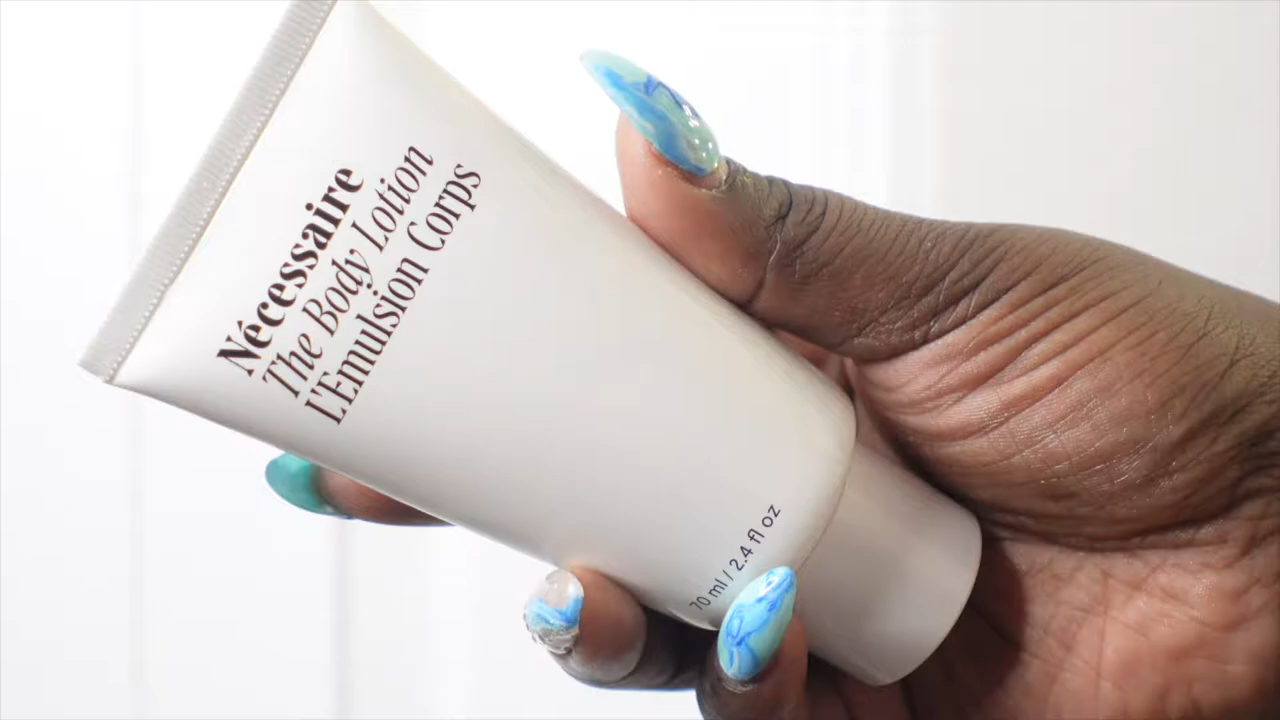 Nécessaire
The Body Lotion
L'Emulsion Corps
70 ml / 2.4 fl oz